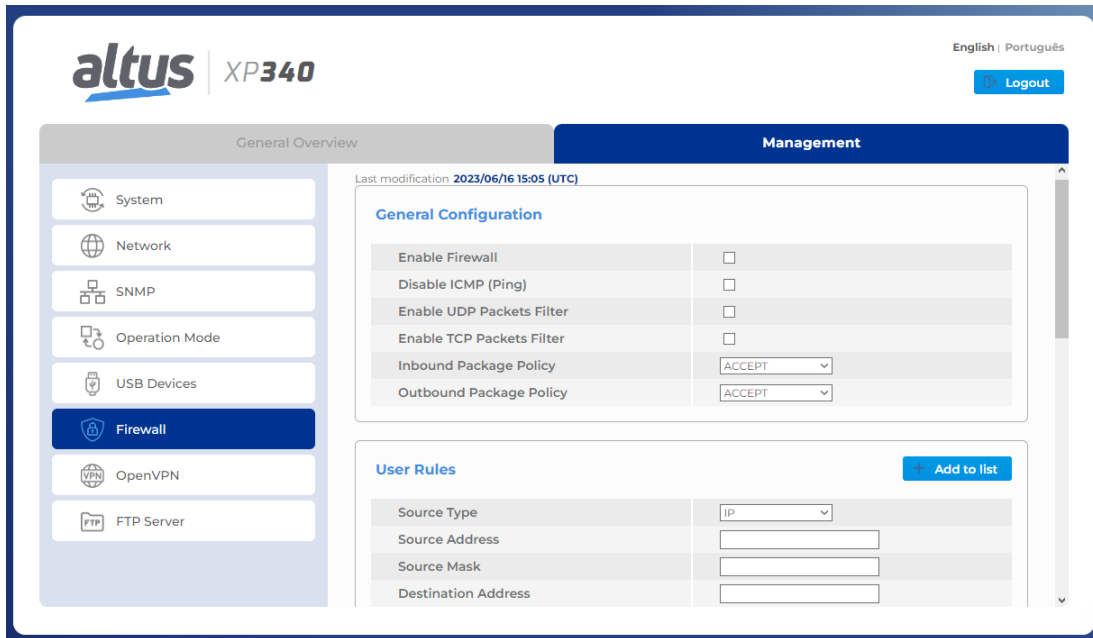 altus XP340
English | Português
Logout
General Overview
Management
System
Network
SNMP
Operation Mode
USB Devices
Firewall
VPN OpenVPN
FTP FTP Server
Last modification 2023/06/16 15:05 (UTC)
General Configuration
Enable Firewall
Disable ICMP (Ping)
Enable UDP Packets Filter
Enable TCP Packets Filter
Inbound Package Policy ACCEPT
Outbound Package Policy ACCEPT
User Rules
+ Add to list
Source Type IP
Source Address
Source Mask
Destination Address